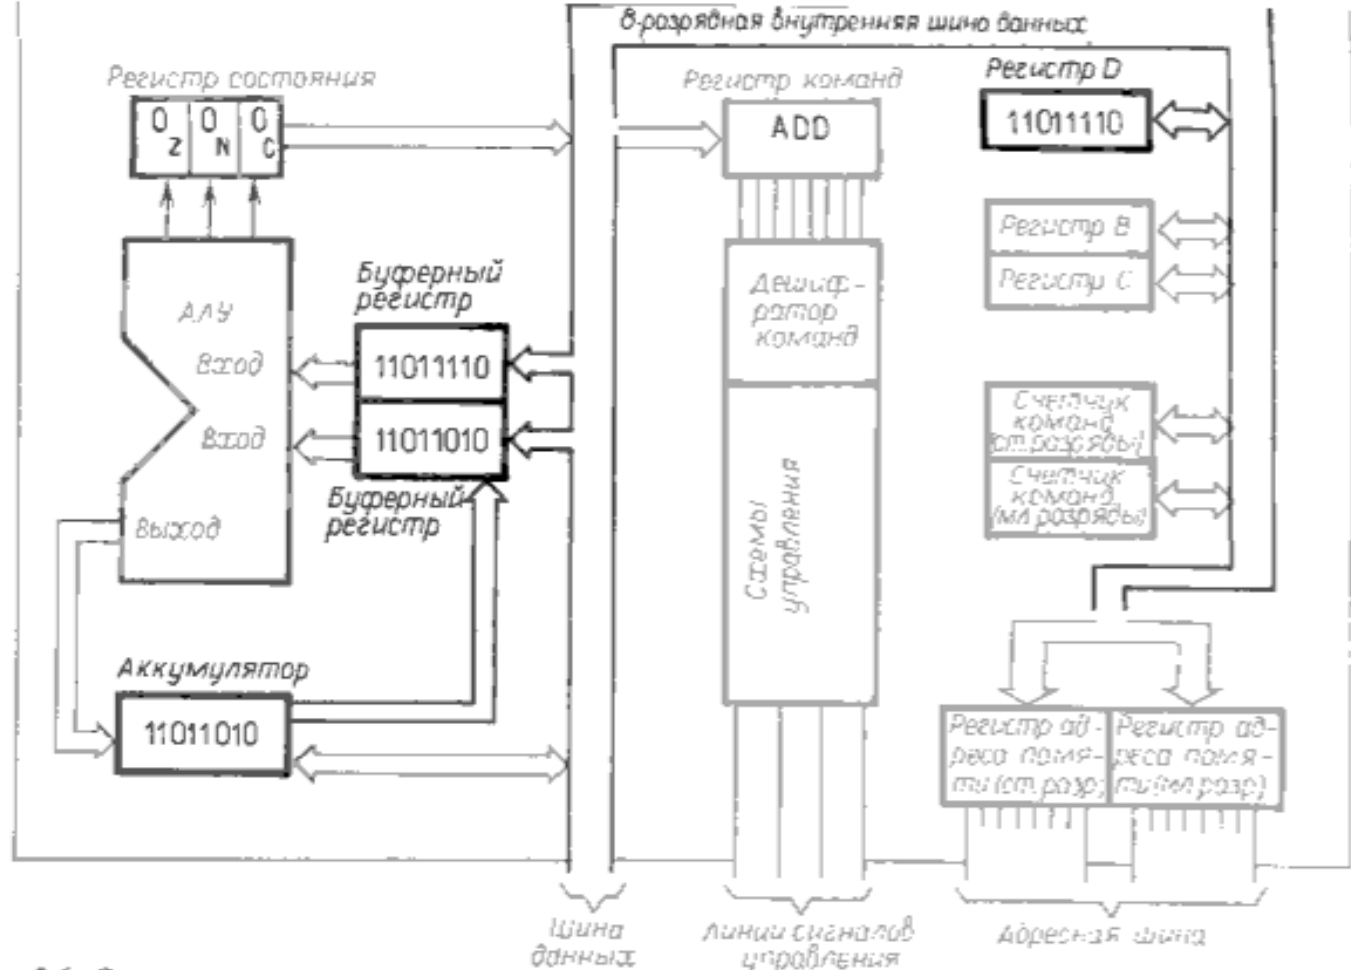 8-разрядная внутренняя шина данных
Регистр состояния
0 Z 0 N 0 C
Регистр команд
ADD
Регистр D
11011110
Регистр B
Регистр C
АЛУ
Вход
Вход
Выход
Буферный
регистр
11011110
11011010
Буферный
регистр
Дешиф-
ратор
команд
Схемы
управления
Счетчик
команд
(ст.разряды)
Счетчик
команд
(мл.разряды)
Аккумулятор
11011010
Регистр ад-
реса памя-
ти (ст.разр)
Регистр ад-
реса памя-
ти (мл.разр)
Шина
данных
Линии сигналов
управления
Адресная шина